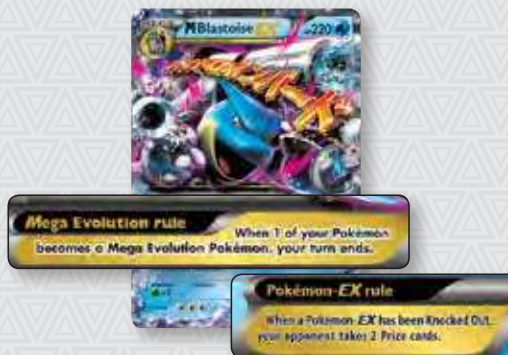 MBlastoise EX
220
Mega Evolution rule
When 1 of your Pokémon
becomes a Mega Evolution Pokémon, your turn ends.
Pokémon-EX rule
When a Pokémon-EX has been Knocked Out,
your opponent takes 2 Prize cards.